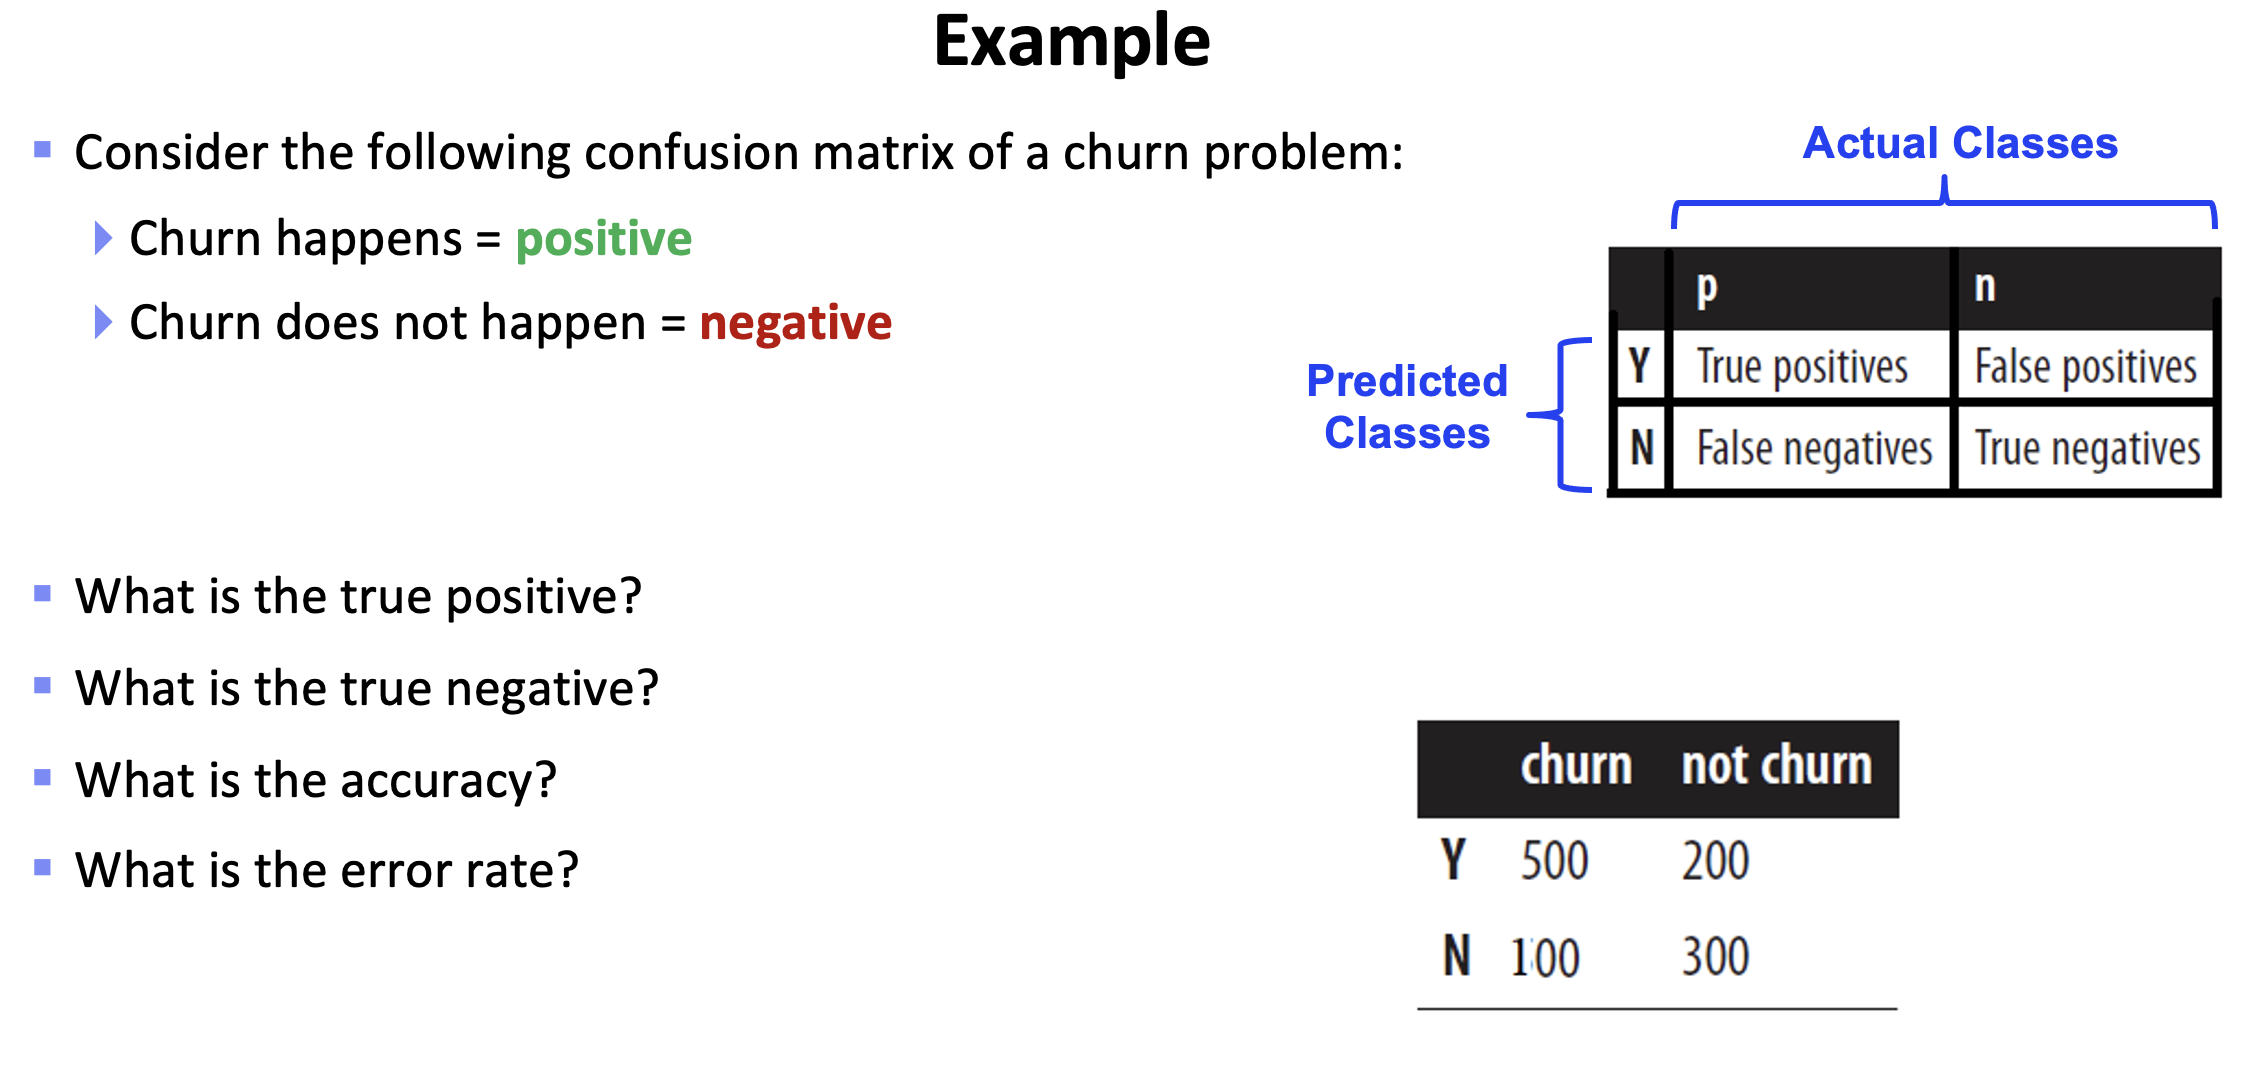 Example
Consider the following confusion matrix of a churn problem:
Churn happens = positive
Churn does not happen = negative
Actual Classes
p n
Predicted
Classes
Y True positives False positives
N False negatives True negatives
What is the true positive?
What is the true negative?
What is the accuracy?
What is the error rate?
churn not churn
Y 500 200
N 100 300